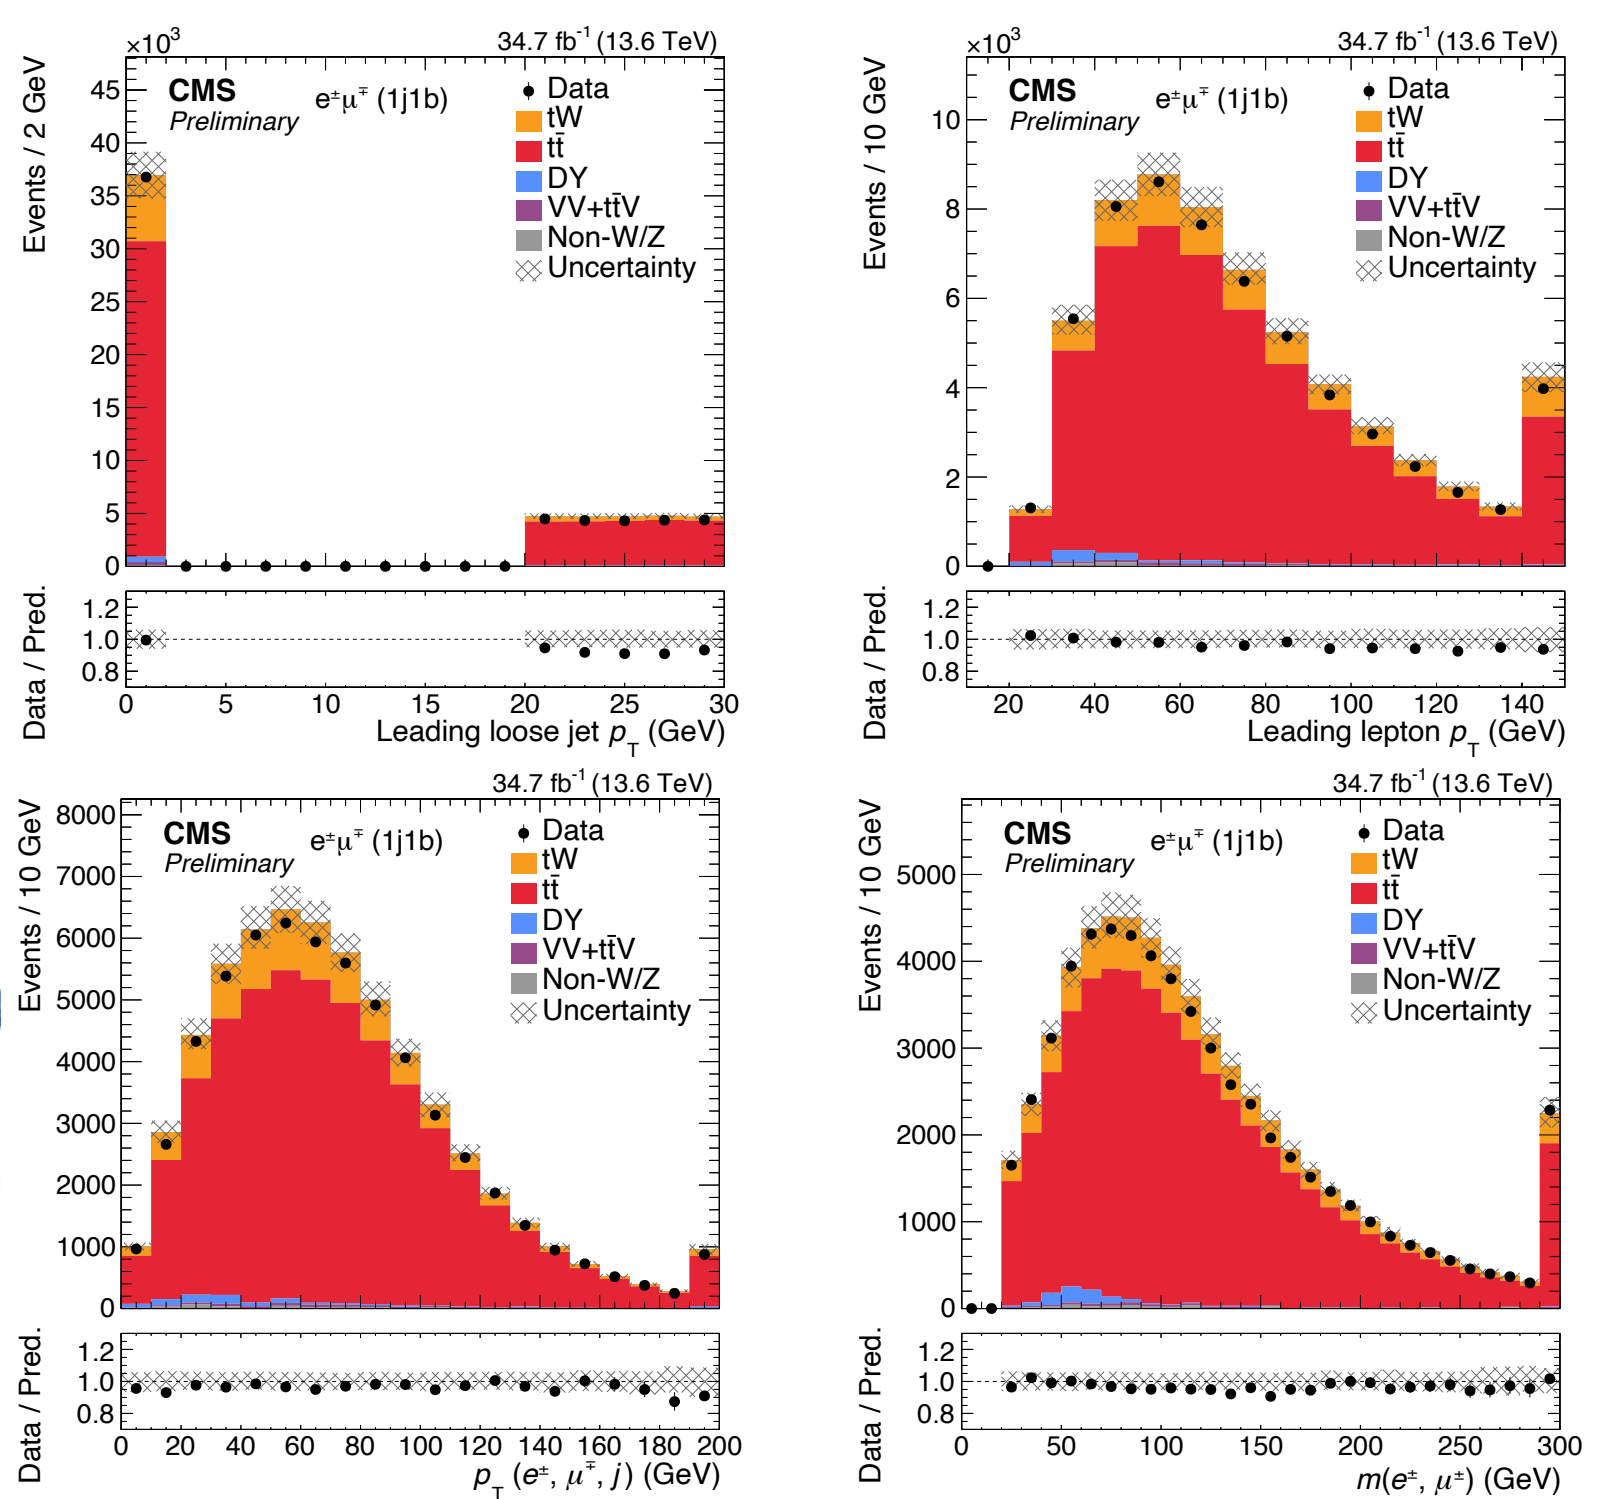 ×10³ 34.7 fb⁻¹ (13.6 TeV)
CMS
Preliminary
e±μ∓ (1j1b)
Data
tW
tt̄
DY
VV+tt̄V
Non-W/Z
Uncertainty
Events / 2 GeV
45
40
35
30
25
20
15
10
5
0
Data / Pred.
1.2
1.0
0.8
0 5 10 15 20 25 30
Leading loose jet p_T (GeV)
×10³ 34.7 fb⁻¹ (13.6 TeV)
CMS
Preliminary
e±μ∓ (1j1b)
Data
tW
tt̄
DY
VV+tt̄V
Non-W/Z
Uncertainty
Events / 10 GeV
10
8
6
4
2
0
Data / Pred.
1.2
1.0
0.8
20 40 60 80 100 120 140
Leading lepton p_T (GeV)
34.7 fb⁻¹ (13.6 TeV)
CMS
Preliminary
e±μ∓ (1j1b)
Data
tW
tt̄
DY
VV+tt̄V
Non-W/Z
Uncertainty
Events / 10 GeV
8000
7000
6000
5000
4000
3000
2000
1000
0
Data / Pred.
1.2
1.0
0.8
0 20 40 60 80 100 120 140 160 180 200
p_T (e±, μ∓, j) (GeV)
34.7 fb⁻¹ (13.6 TeV)
CMS
Preliminary
e±μ∓ (1j1b)
Data
tW
tt̄
DY
VV+tt̄V
Non-W/Z
Uncertainty
Events / 10 GeV
5000
4000
3000
2000
1000
0
Data / Pred.
1.2
1.0
0.8
0 50 100 150 200 250 300
m(e±, μ±) (GeV)